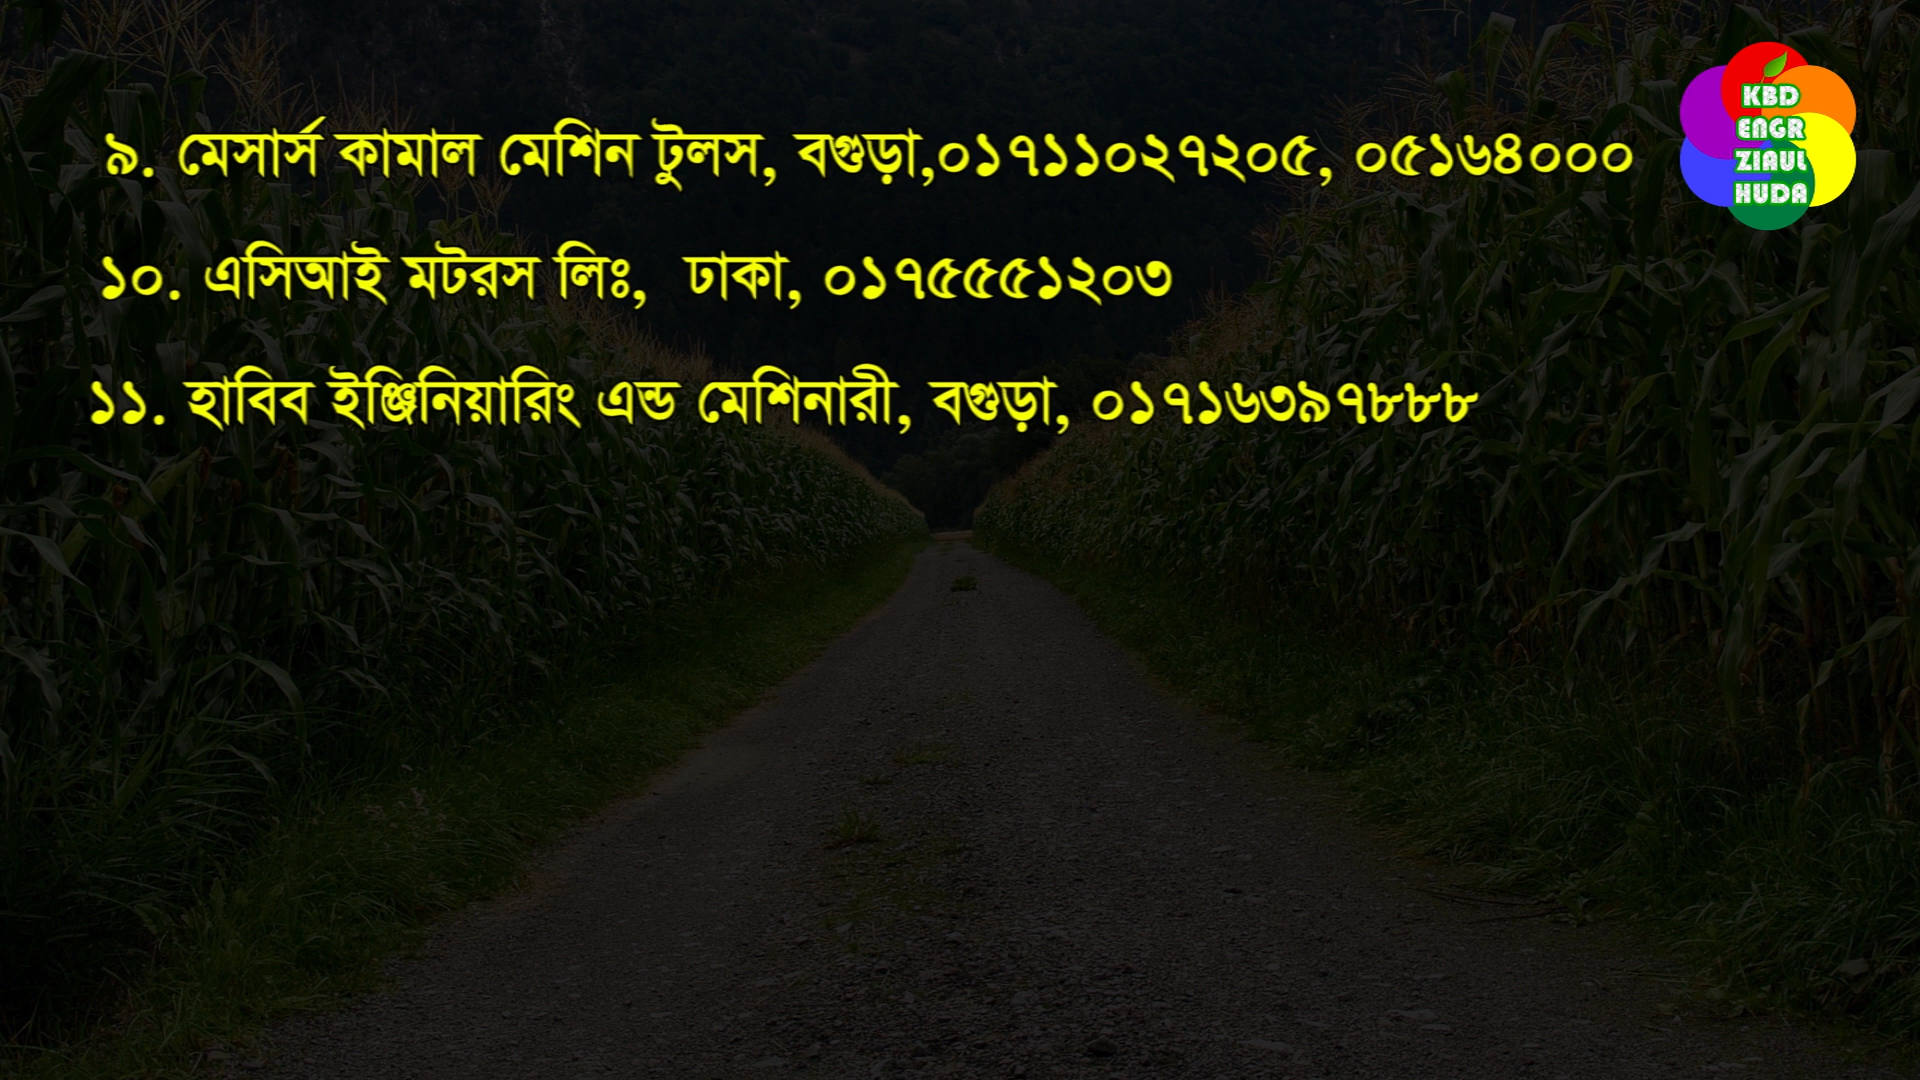 ৯. মেসার্স কামাল মেশিন টুলস, বগুড়া,০১৭১১০২৭২০৫, ০৫১৬৪০০০
১০. এসিআই মটরস লিঃ, ঢাকা, ০১৭৫৫৫১২০৩
১১. হাবিব ইঞ্জিনিয়ারিং এন্ড মেশিনারী, বগুড়া, ০১৭১৬৩৯৭৮৮৮
KBD
ENGR
ZIAUL
HUDA